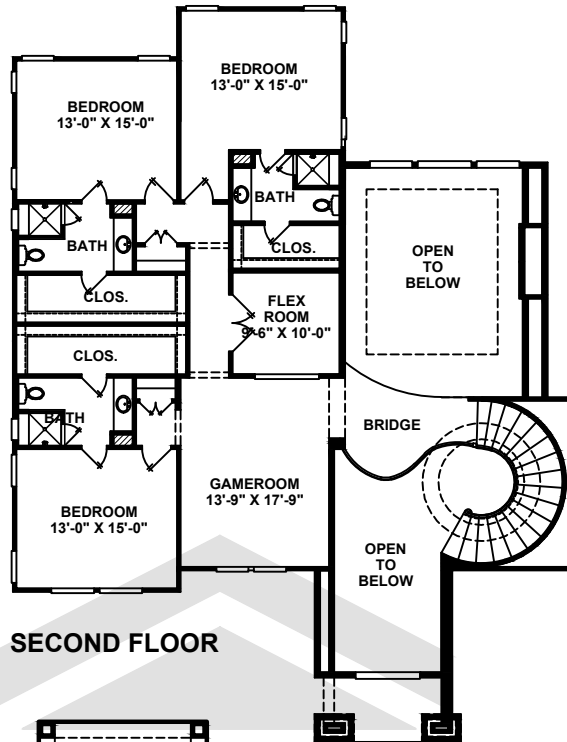 BEDROOM
13'-0" X 15'-0"
BEDROOM
13'-0" X 15'-0"
BATH
CLOS.
OPEN
TO
BELOW
BATH
CLOS.
FLEX
ROOM
9'-6" X 10'-0"
CLOS.
BATH
BRIDGE
GAMEROOM
13'-9" X 17'-9"
BEDROOM
13'-0" X 15'-0"
OPEN
TO
BELOW
SECOND FLOOR